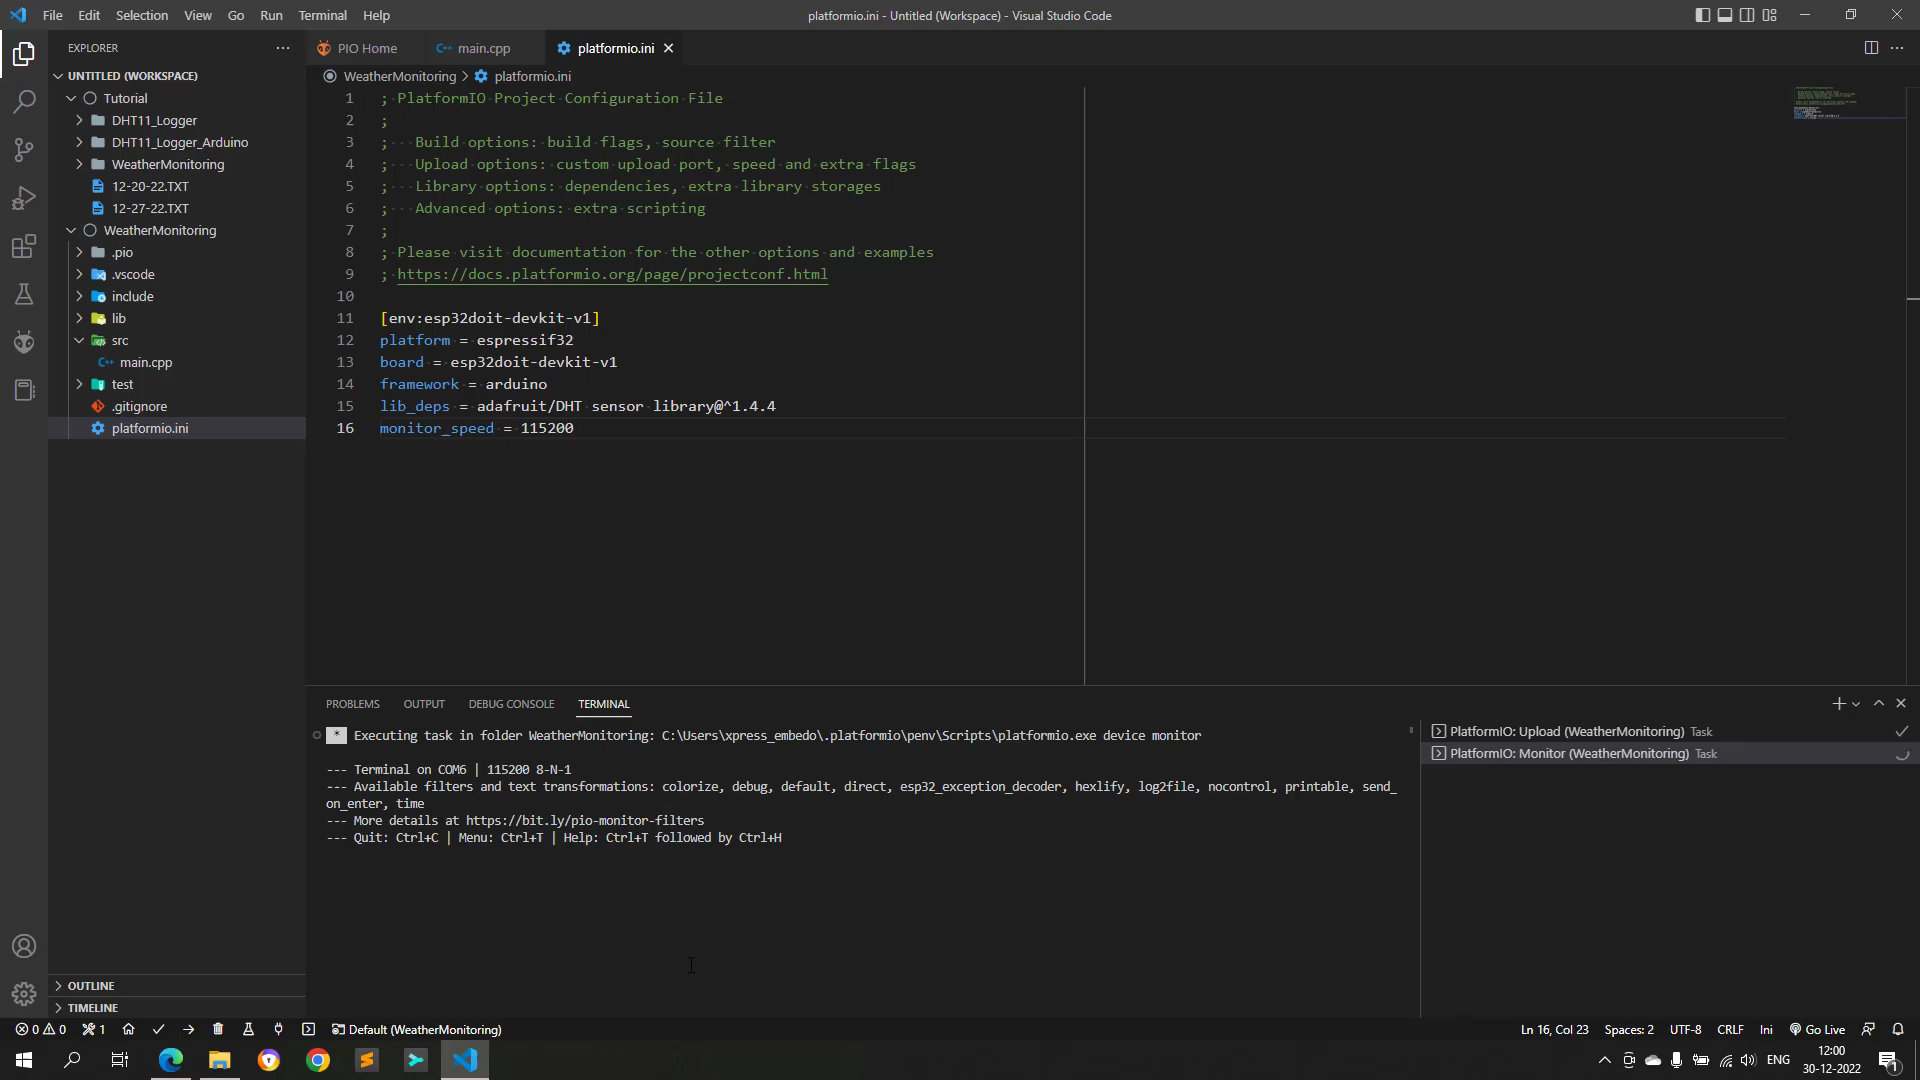 File Edit Selection View Go Run Terminal Help
platformio.ini - Untitled (Workspace) - Visual Studio Code
EXPLORER
UNTITLED (WORKSPACE)
Tutorial
DHT11_Logger
DHT11_Logger_Arduino
WeatherMonitoring
12-20-22.TXT
12-27-22.TXT
WeatherMonitoring
.pio
.vscode
include
lib
src
main.cpp
test
.gitignore
platformio.ini
OUTLINE
TIMELINE
PIO Home main.cpp platformio.ini
WeatherMonitoring > platformio.ini
1 ; PlatformIO Project Configuration File
2 ;
3 ;   Build options: build flags, source filter
4 ;   Upload options: custom upload port, speed and extra flags
5 ;   Library options: dependencies, extra library storages
6 ;   Advanced options: extra scripting
7 ;
8 ; Please visit documentation for the other options and examples
9 ; https://docs.platformio.org/page/projectconf.html
10
11 [env:esp32doit-devkit-v1]
12 platform = espressif32
13 board = esp32doit-devkit-v1
14 framework = arduino
15 lib_deps = adafruit/DHT sensor library@^1.4.4
16 monitor_speed = 115200
PROBLEMS OUTPUT DEBUG CONSOLE TERMINAL
* Executing task in folder WeatherMonitoring: C:\Users\xpress_embedo\.platformio\penv\Scripts\platformio.exe device monitor
--- Terminal on COM6 | 115200 8-N-1
--- Available filters and text transformations: colorize, debug, default, direct, esp32_exception_decoder, hexlify, log2file, nocontrol, printable, send_
on_enter, time
--- More details at https://bit.ly/pio-monitor-filters
--- Quit: Ctrl+C | Menu: Ctrl+T | Help: Ctrl+T followed by Ctrl+H
PlatformIO: Upload (WeatherMonitoring) Task
PlatformIO: Monitor (WeatherMonitoring) Task
0 0 1 Default (WeatherMonitoring)
Ln 16, Col 23 Spaces: 2 UTF-8 CRLF Ini Go Live
ENG
12:00
30-12-2022
1